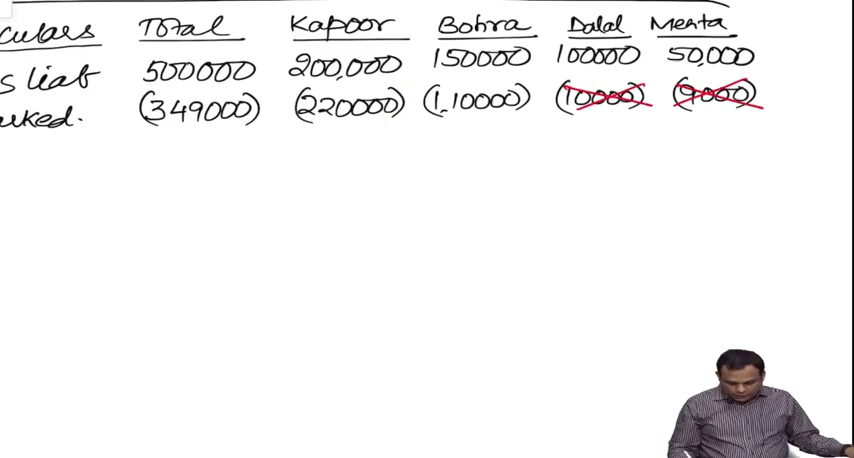 culars Total Kapoor Bohra Dalal Mehta
s liab 500000 200,000 150000 100000 50,000
rked. (349000) (220000) (1,10000) (10000) (9000)